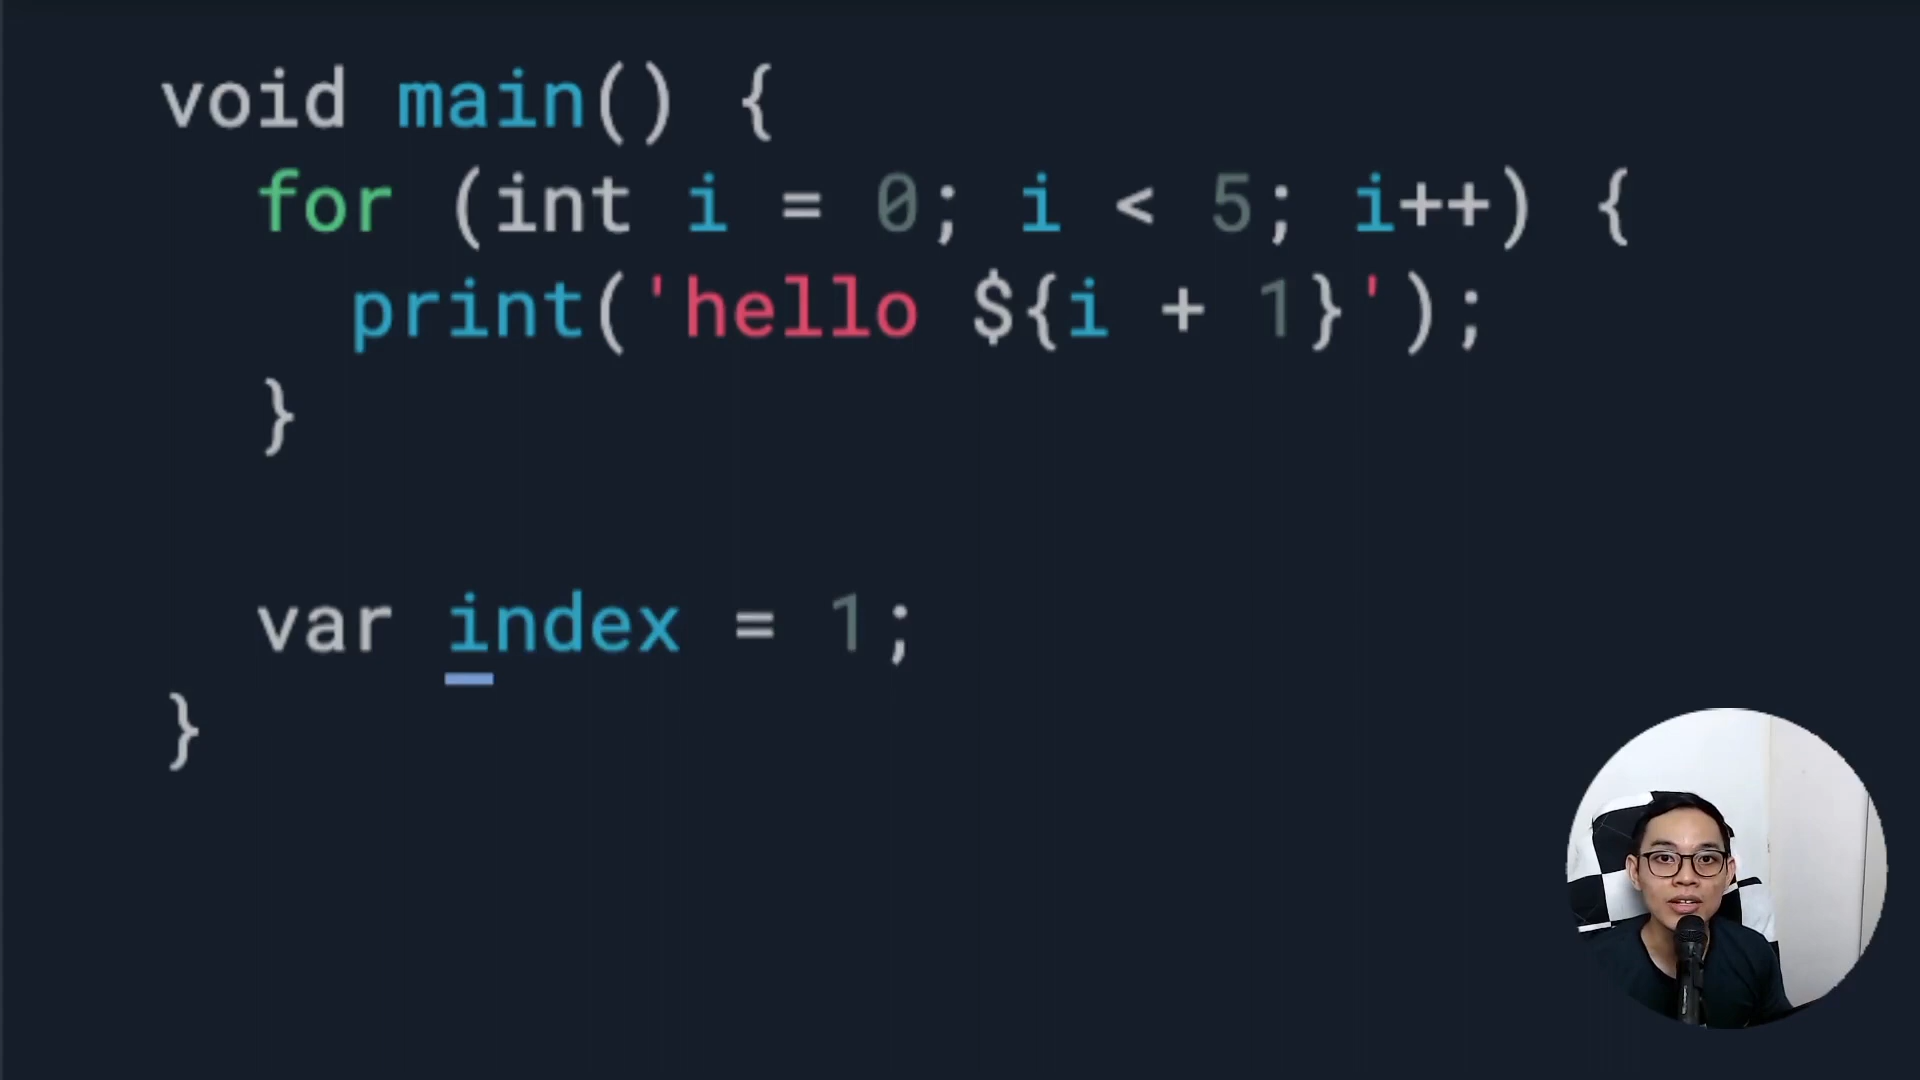 void main() {
for (int i = 0; i < 5; i++) {
print('hello ${i + 1}');
}
var index = 1;
}